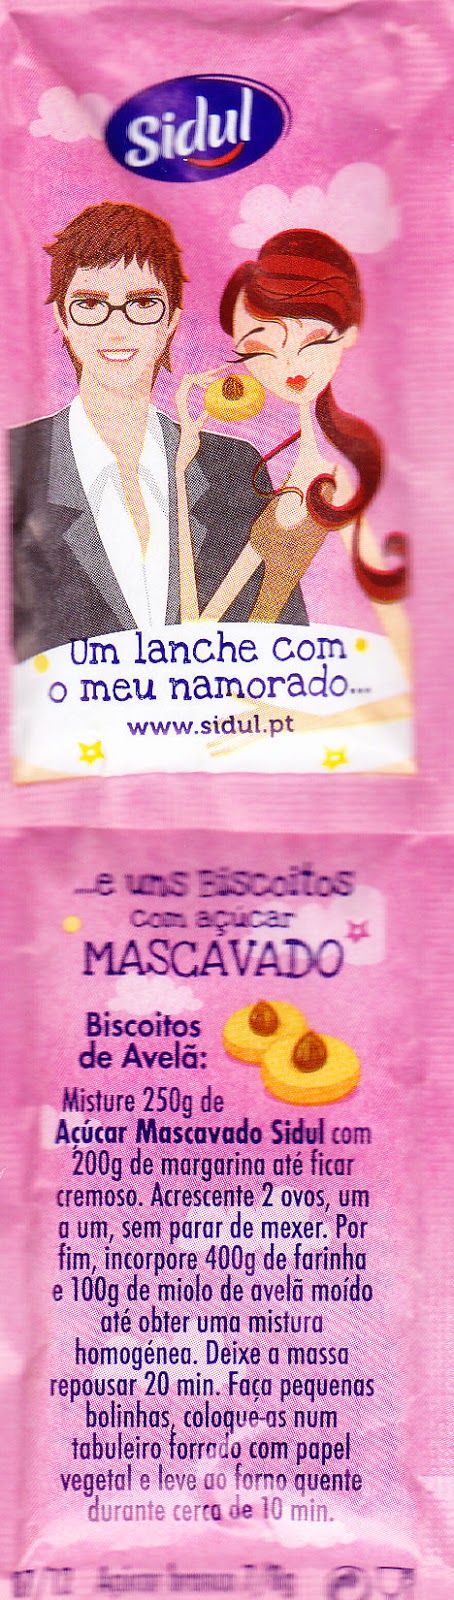 Sidul
Um lanche com
o meu namorado...
www.sidul.pt
...e uns Biscoitos
com açúcar
MASCAVADO
Biscoitos
de Avelã:
Misture 250g de
Açúcar Mascavado Sidul com
200g de margarina até ficar
cremoso. Acrescente 2 ovos, um
a um, sem parar de mexer. Por
fim, incorpore 400g de farinha
e 100g de miolo de avelã moído
até obter uma mistura
homogénea. Deixe a massa
repousar 20 min. Faça pequenas
bolinhas, coloque-as num
tabuleiro forrado com papel
vegetal e leve ao forno quente
durante cerca de 10 min.
Açúcar branco